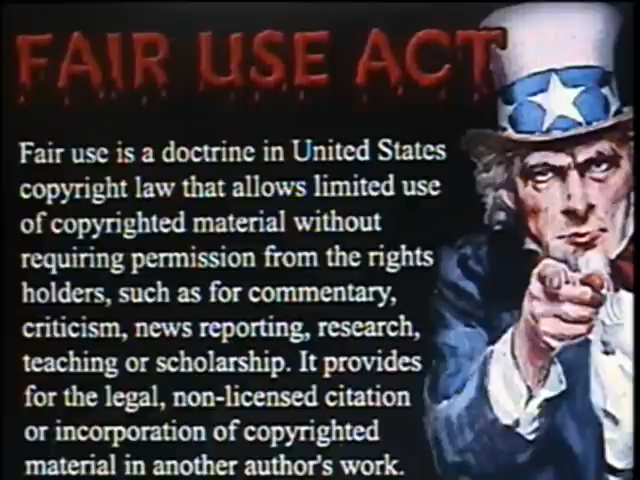 FAIR USE ACT
Fair use is a doctrine in United States
copyright law that allows limited use
of copyrighted material without
requiring permission from the rights
holders, such as for commentary,
criticism, news reporting, research,
teaching or scholarship. It provides
for the legal, non-licensed citation
or incorporation of copyrighted
material in another author's work.